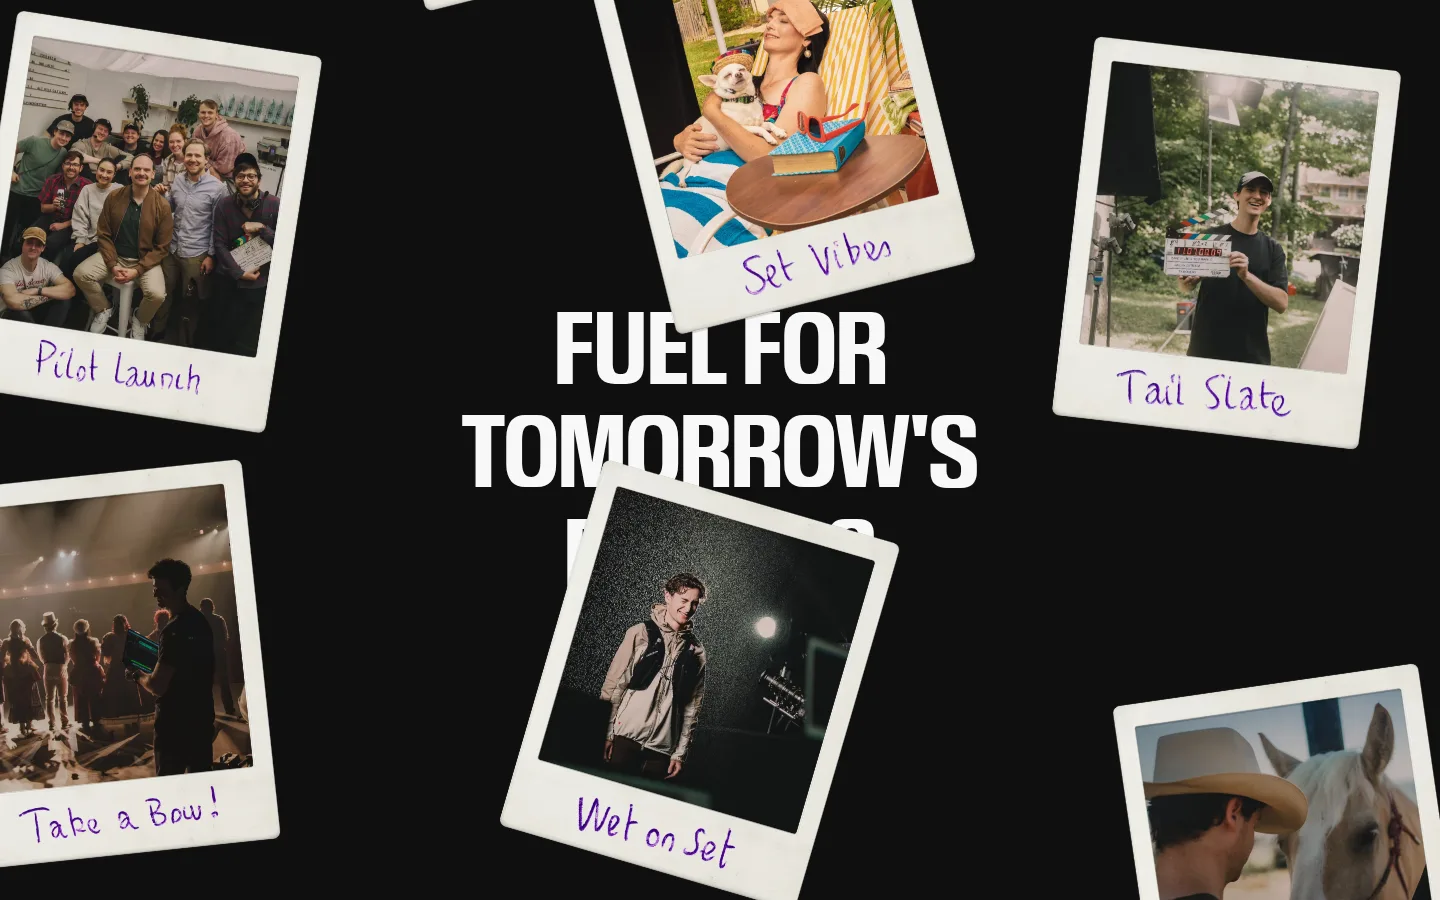 Set Vibes
Pilot Launch
Tail Slate
FUEL FOR
TOMORROW'S
Take a Bow!
Wet on Set